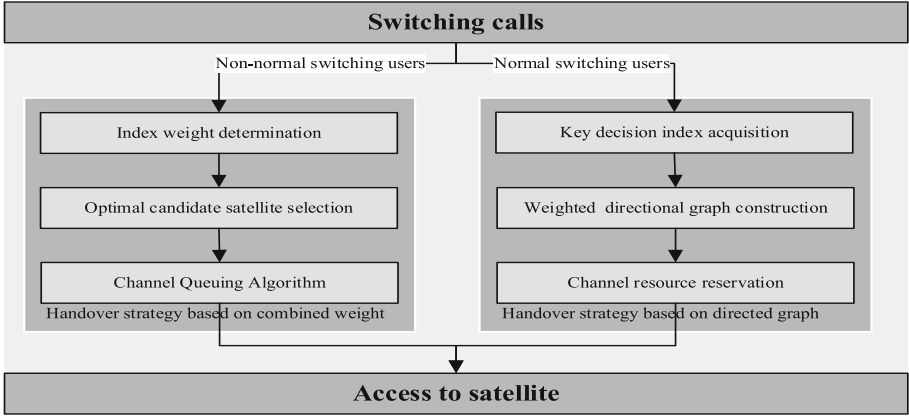 Switching calls
Non-normal switching users
Normal switching users
Index weight determination
Optimal candidate satellite selection
Channel Queuing Algorithm
Handover strategy based on combined weight
Key decision index acquisition
Weighted directional graph construction
Channel resource reservation
Handover strategy based on directed graph
Access to satellite